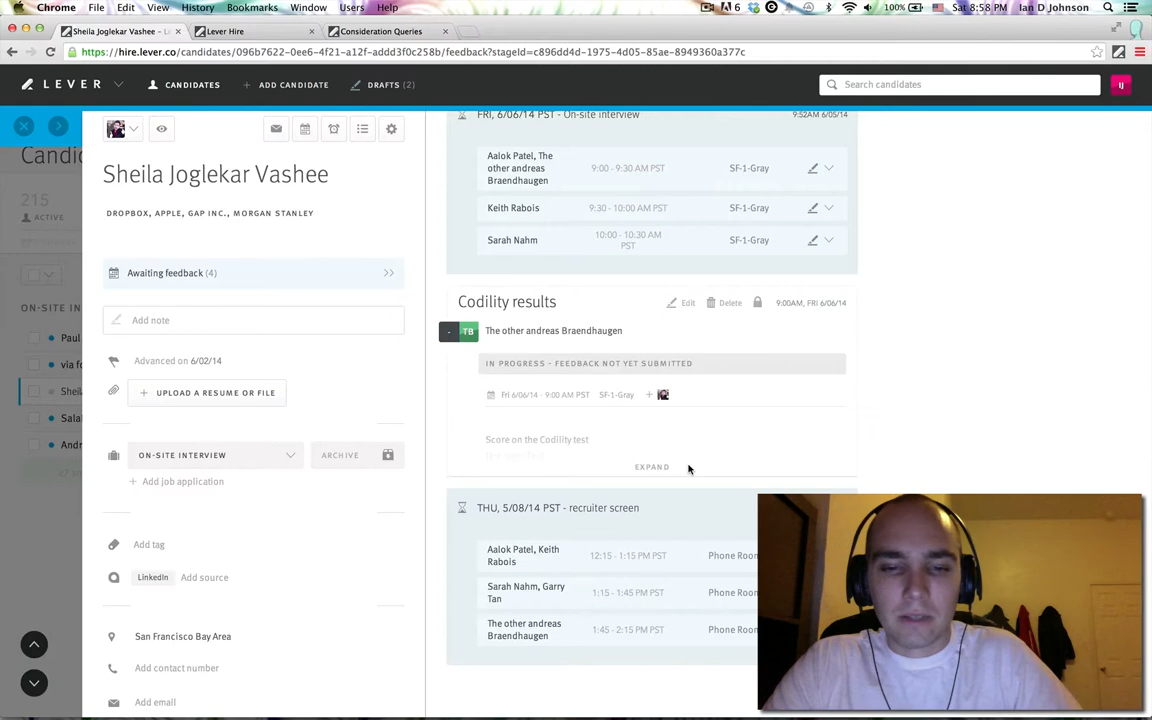 Chrome File Edit View History Bookmarks Window Users Help
6 100% Sat 8:58 PM Ian D Johnson
Sheila Joglekar Vashee – L
Lever Hire
Consideration Queries
https://hire.lever.co/candidates/096b7622-0ee6-4f21-a12f-addd3f0c258b/feedback?stageId=c896dd4d-1975-4d05-85ae-8949360a377c
LEVER CANDIDATES + ADD CANDIDATE DRAFTS (2) Search candidates IJ
Candid
215
ACTIVE
ON-SITE IN
Paul
via fo
Sheil
Sala
Andr
Sheila Joglekar Vashee
DROPBOX, APPLE, GAP INC., MORGAN STANLEY
Awaiting feedback (4) >>
Add note
Advanced on 6/02/14
+ UPLOAD A RESUME OR FILE
ON-SITE INTERVIEW ARCHIVE
+ Add job application
Add tag
LinkedIn Add source
San Francisco Bay Area
Add contact number
Add email
FRI, 6/06/14 PST - On-site interview 9:52AM 6/05/14
Aalok Patel, The
other andreas
Braendhaugen
9:00 - 9:30 AM PST SF-1-Gray
Keith Rabois 9:30 - 10:00 AM PST SF-1-Gray
Sarah Nahm 10:00 - 10:30 AM
PST
SF-1-Gray
Codility results Edit Delete 9:00AM, FRI 6/06/14
- TB The other andreas Braendhaugen
IN PROGRESS - FEEDBACK NOT YET SUBMITTED
Fri 6/06/14 · 9:00 AM PST SF-1-Gray +
Score on the Codility test
EXPAND
THU, 5/08/14 PST - recruiter screen
Aalok Patel, Keith
Rabois
12:15 - 1:15 PM PST Phone Roo
Sarah Nahm, Garry
Tan
1:15 - 1:45 PM PST Phone Roo
The other andreas
Braendhaugen
1:45 - 2:15 PM PST Phone Roo